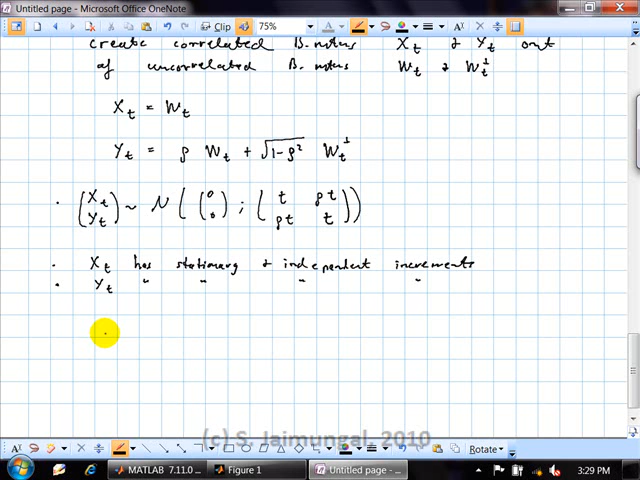 Untitled page - Microsoft Office OneNote
Clip 75%
create correlated B. mtns X_t & Y_t out
of uncorrelated B. mtns W_t & W_t^⊥
X_t = W_t
Y_t = ρ W_t + √(1-ρ²) W_t^⊥
· (X_t Y_t) ~ N( (0 0) ; (t ρt ρt t) )
· X_t has stationary & independent increments
· Y_t " " " "
(c) S. Jaimungal, 2010
Rotate
MATLAB 7.11.0 Figure 1 Untitled page - ... 3:29 PM